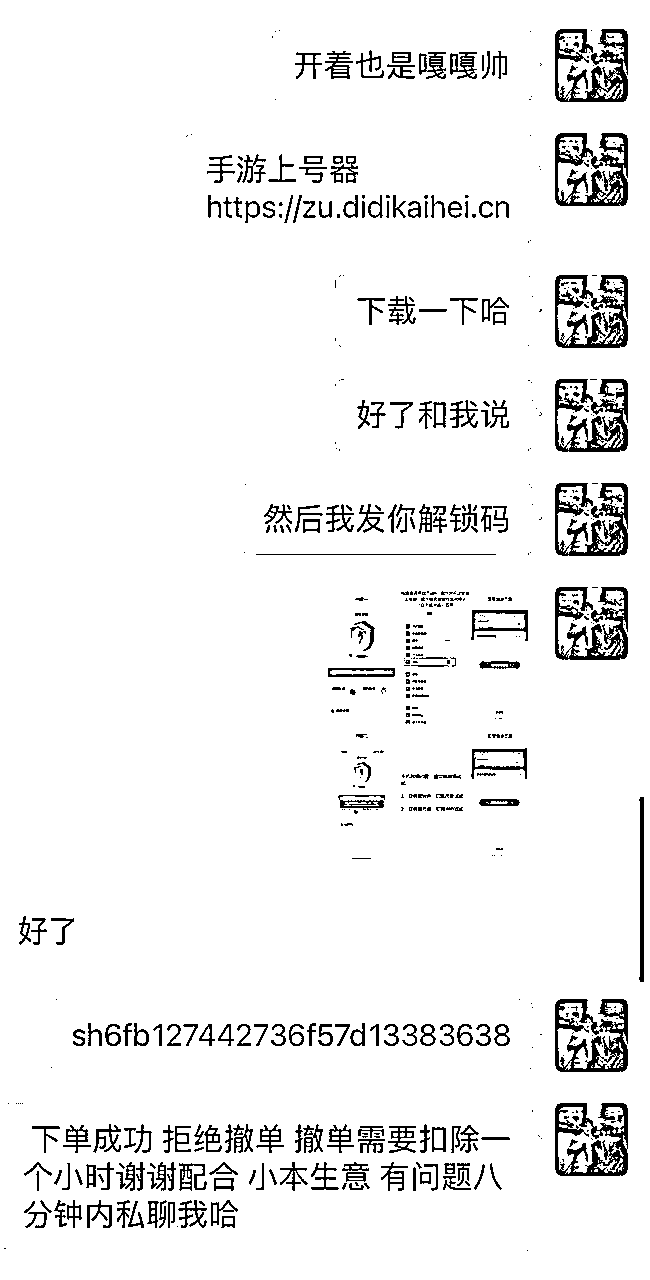 开着也是嘎嘎帅
手游上号器
https://zu.didikaihei.cn
下载一下哈
好了和我说
然后我发你解锁码
好了
sh6fb127442736f57d13383638
下单成功 拒绝撤单 撤单需要扣除一
个小时谢谢配合 小本生意 有问题八
分钟内私聊我哈